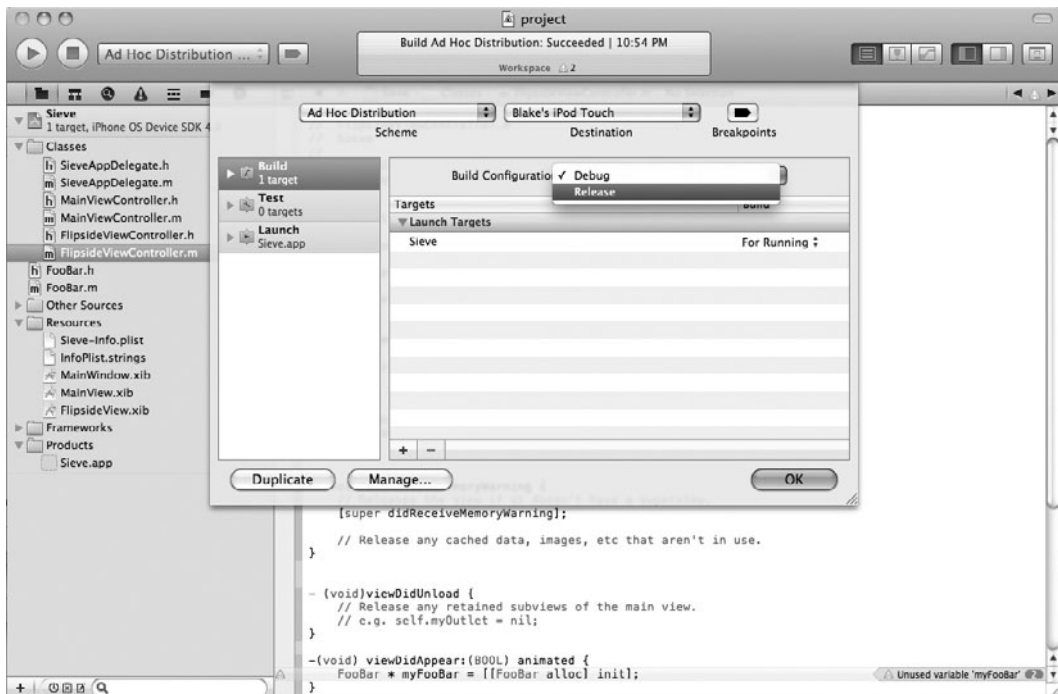 project
Ad Hoc Distribution ...
Build Ad Hoc Distribution: Succeeded | 10:54 PM
Workspace 2
Sieve
1 target, iPhone OS Device SDK 4
Classes
SieveAppDelegate.h
SieveAppDelegate.m
MainViewController.h
MainViewController.m
FlipsideViewController.h
FlipsideViewController.m
FooBar.h
FooBar.m
Other Sources
Resources
Sieve-Info.plist
InfoPlist.strings
MainWindow.xib
MainView.xib
FlipsideView.xib
Frameworks
Products
Sieve.app
Ad Hoc Distribution
Blake's iPod Touch
Scheme
Destination
Breakpoints
Build
1 target
Test
0 targets
Launch
Sieve.app
Build Configuratio
✓ Debug
Release
Targets
Build
Launch Targets
Sieve
For Running
+ −
Duplicate
Manage...
OK
[super didReceiveMemoryWarning];
// Release any cached data, images, etc that aren't in use.
}
- (void)viewDidUnload {
// Release any retained subviews of the main view.
// e.g. self.myOutlet = nil;
}
-(void) viewDidAppear:(BOOL) animated {
FooBar * myFooBar = [[FooBar alloc] init];
}
Unused variable 'myFooBar'